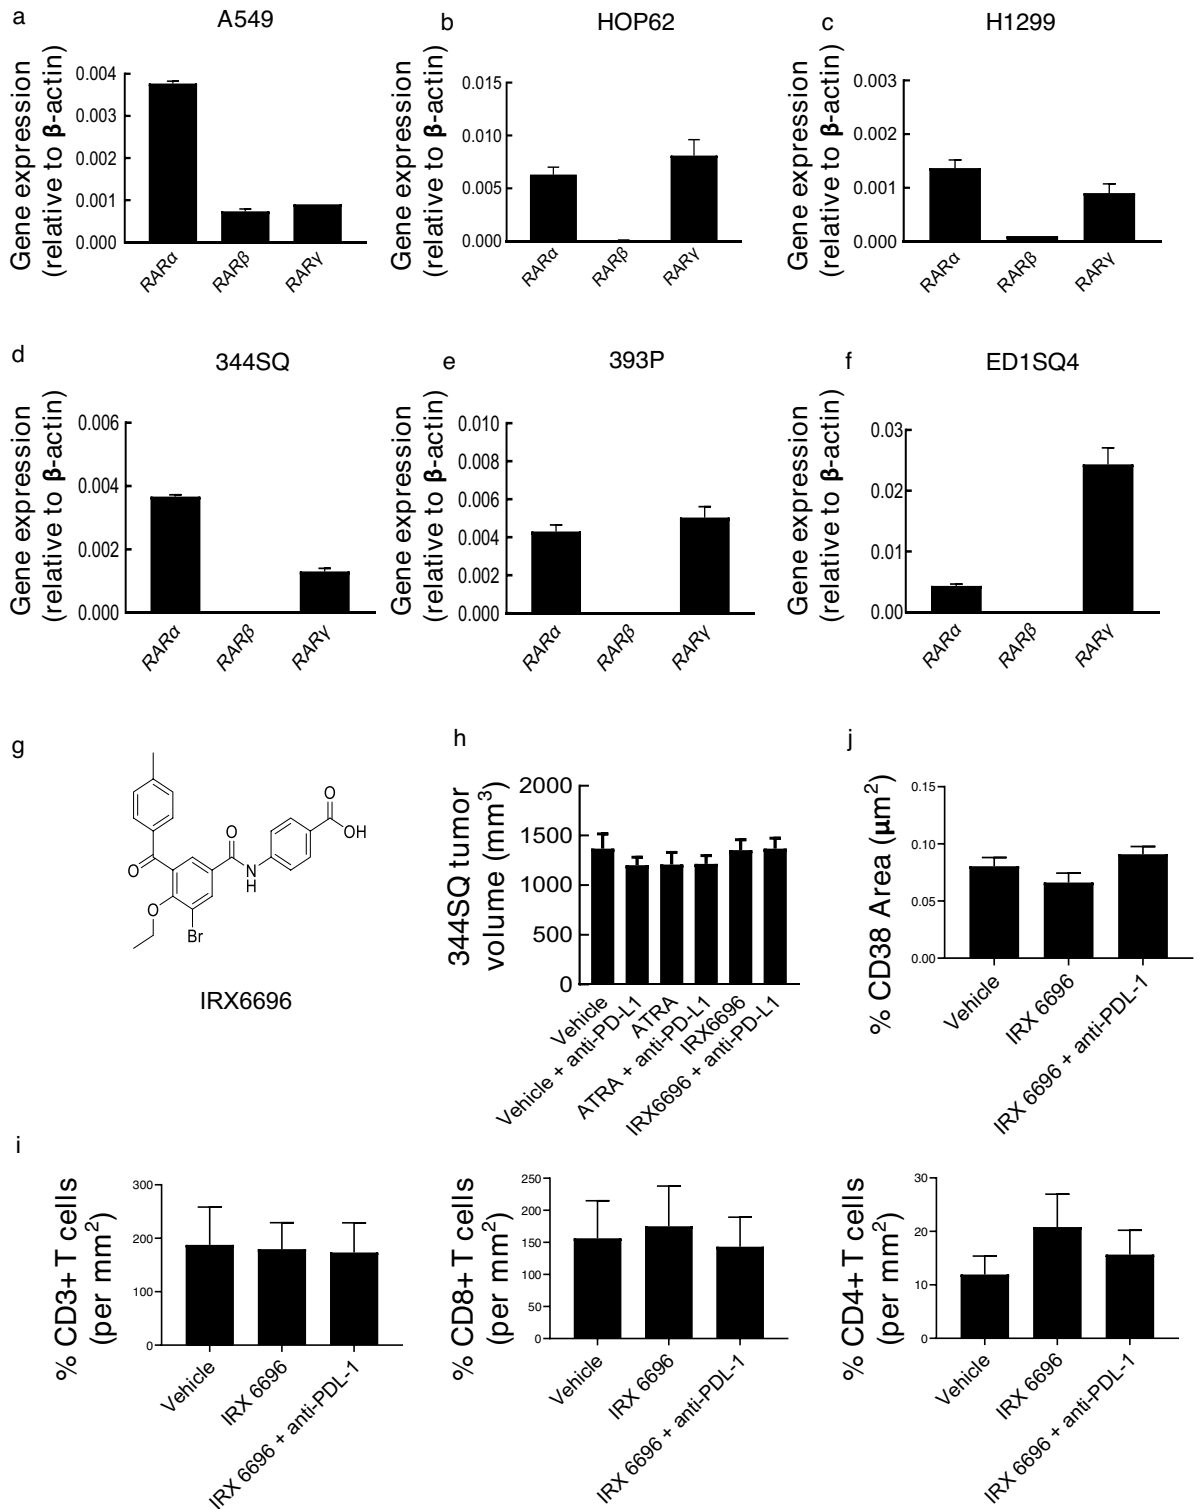 a
A549
Gene expression
(relative to β-actin)
0.004
0.003
0.002
0.001
0.000
RARα
RARβ
RARγ
b
HOP62
Gene expression
(relative to β-actin)
0.015
0.010
0.005
0.000
RARα
RARβ
RARγ
c
H1299
Gene expression
(relative to β-actin)
0.003
0.002
0.001
0.000
RARα
RARβ
RARγ
d
344SQ
Gene expression
(relative to β-actin)
0.006
0.004
0.002
0.000
RARα
RARβ
RARγ
e
393P
Gene expression
(relative to β-actin)
0.010
0.008
0.006
0.004
0.002
0.000
RARα
RARβ
RARγ
f
ED1SQ4
Gene expression
(relative to β-actin)
0.03
0.02
0.01
0.00
RARα
RARβ
RARγ
g
O
O
OH
N
H
O
O
Br
IRX6696
h
344SQ tumor
volume (mm³)
2000
1500
1000
500
0
Vehicle
Vehicle + anti-PD-L1
ATRA
ATRA + anti-PD-L1
IRX6696
IRX6696 + anti-PD-L1
j
% CD38 Area (µm²)
0.15
0.10
0.05
0.00
Vehicle
IRX 6696
IRX 6696 + anti-PDL-1
i
% CD3+ T cells
(per mm²)
300
200
100
0
Vehicle
IRX 6696
IRX 6696 + anti-PDL-1
% CD8+ T cells
(per mm²)
250
200
150
100
50
0
Vehicle
IRX 6696
IRX 6696 + anti-PDL-1
% CD4+ T cells
(per mm²)
30
20
10
0
Vehicle
IRX 6696
IRX 6696 + anti-PDL-1